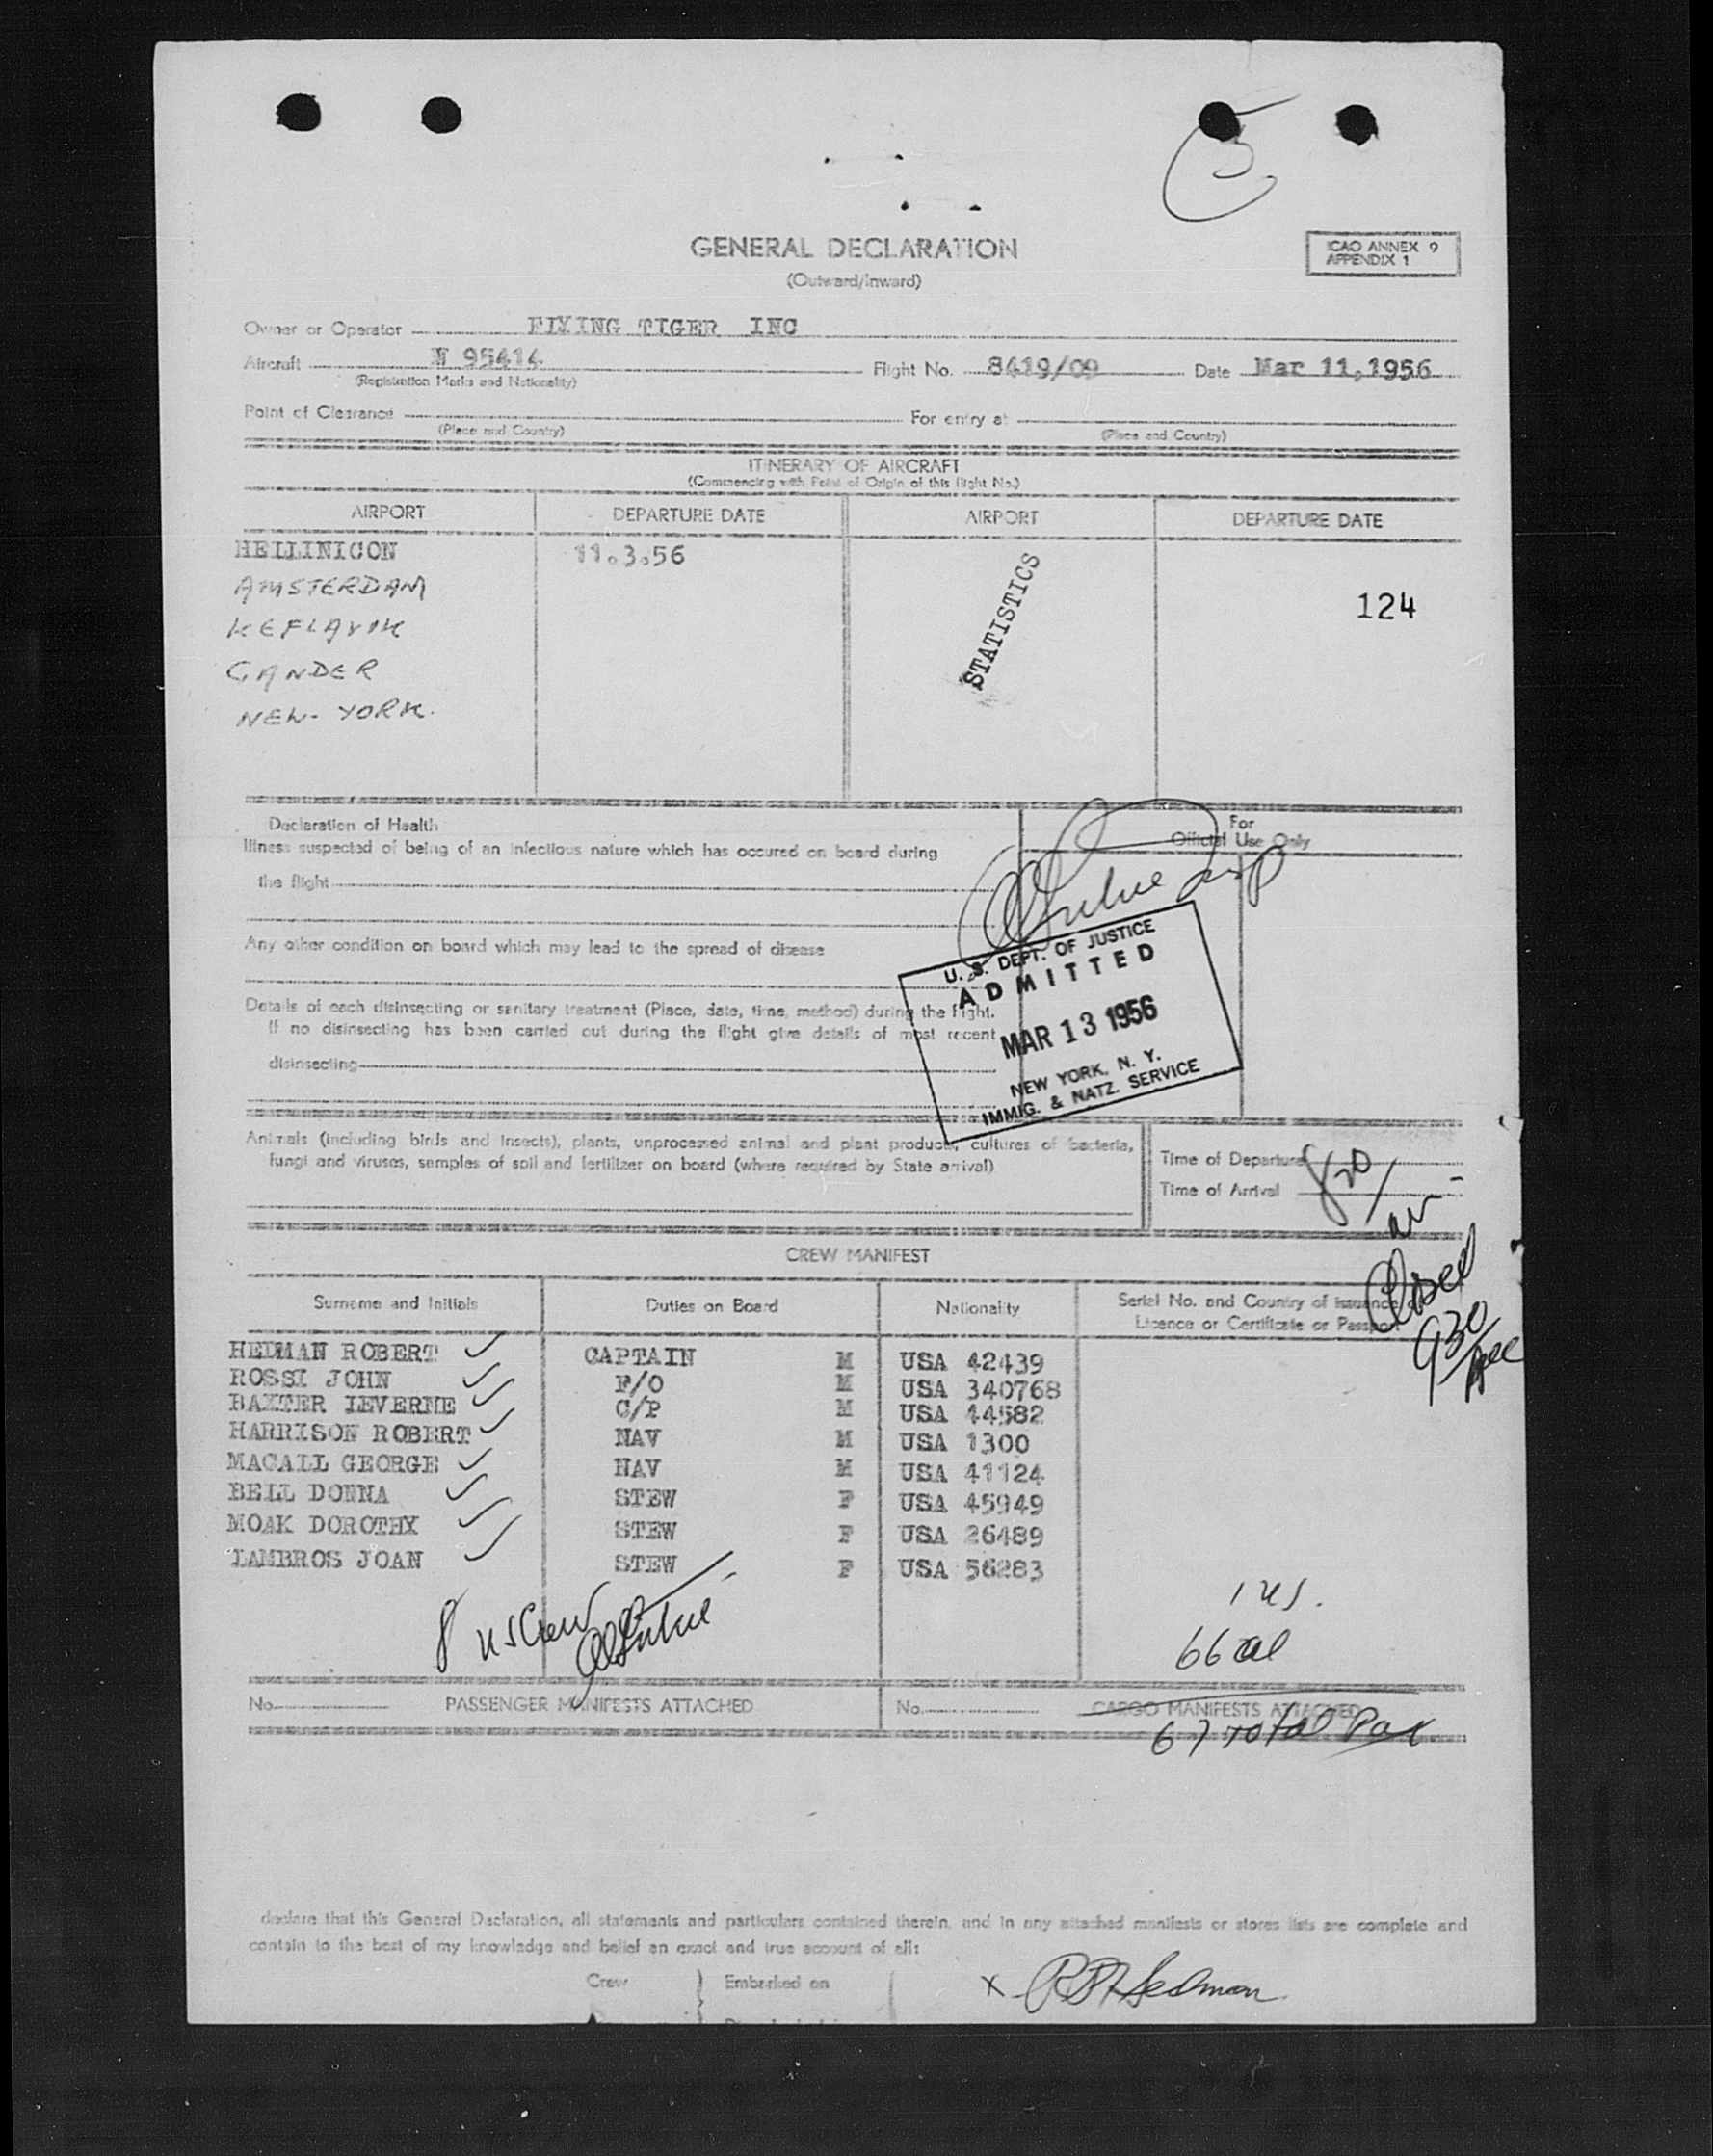 5
GENERAL DECLARATION
(Outward/Inward)
ICAO ANNEX 9
APPENDIX 1
Owner or Operator FLYING TIGER INC
Aircraft N 95414 Flight No. 8419/09 Date Mar 11,1956
(Registration Marks and Nationality)
Point of Clearance For entry at
(Place and Country) (Place and Country)
ITINERARY OF AIRCRAFT
(Commencing with Point of Origin of this flight No.)
AIRPORT DEPARTURE DATE AIRPORT DEPARTURE DATE
HELLINICON 11.3.56
AMSTERDAM
KEFLAVIK
GANDER
NEW-YORK.
STATISTICS
124
Declaration of Health
For
Official Use Only
Illness suspected of being of an infectious nature which has occured on board during
the flight
Any other condition on board which may lead to the spread of disease
Details of each disinsecting or sanitary treatment (Place, date, time, method) during the flight.
If no disinsecting has been carried out during the flight give details of most recent
disinsecting
U. S. DEPT. OF JUSTICE
ADMITTED
MAR 13 1956
NEW YORK, N. Y.
IMMIG. & NATZ. SERVICE
Animals (including birds and insects), plants, unprocessed animal and plant products, cultures of bacteria,
fungi and viruses, samples of soil and fertilizer on board (where required by State arrival)
Time of Departure
Time of Arrival
820
Closed
930
CREW MANIFEST
Surname and Initials Duties on Board Nationality Serial No. and Country of issuance of
Licence or Certificate or Passport
HEDMAN ROBERT CAPTAIN M USA 42439
ROSSI JOHN F/O M USA 340768
BAXTER LEVERNE C/P M USA 44582
HARRISON ROBERT NAV M USA 1300
MACALL GEORGE NAV M USA 41124
BELL DONNA STEW F USA 45949
MOAK DOROTHY STEW F USA 26489
LAMBROS JOAN STEW F USA 56283
8 US Crew
1 US.
66 al
No. PASSENGER MANIFESTS ATTACHED No. CARGO MANIFESTS ATTACHED
67 Total Pax
declare that this General Declaration, all statements and particulars contained therein, and in any attached manifests or stores lists are complete and
contain to the best of my knowledge and belief an exact and true account of all:
Crew } Embarked on
x RP Hedman